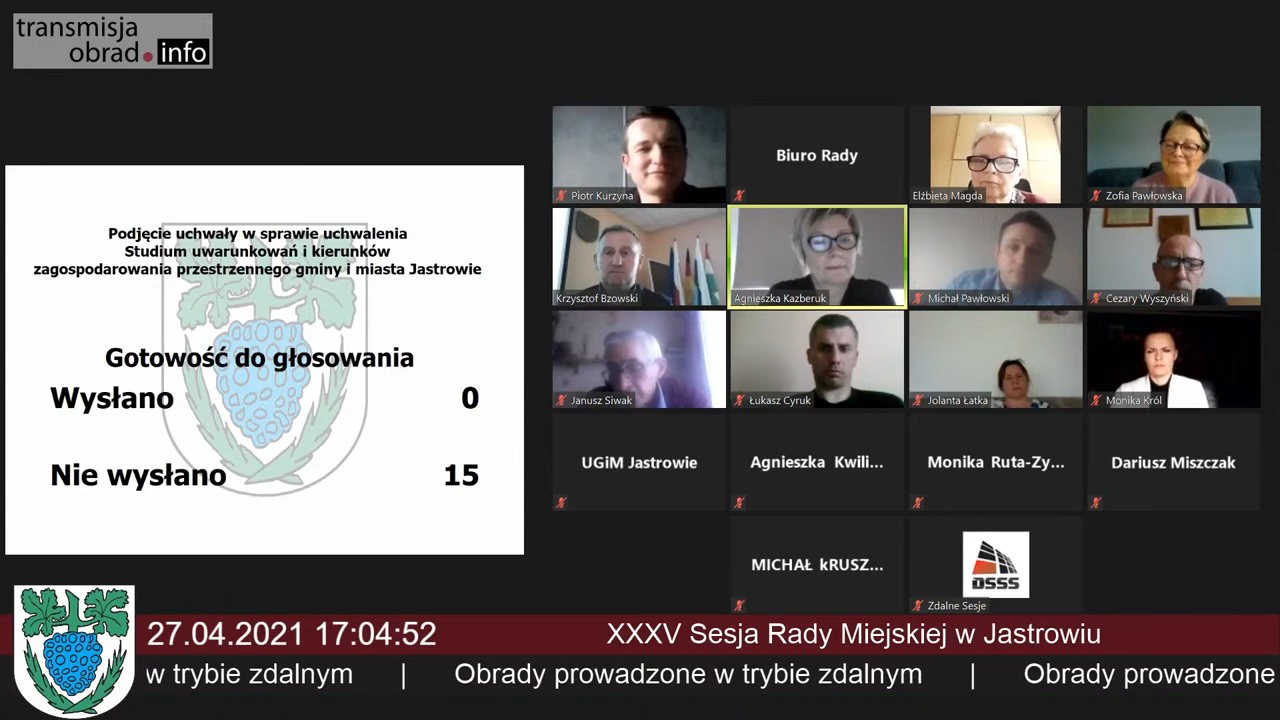 transmisja
obrad.info
Podjęcie uchwały w sprawie uchwalenia
Studium uwarunkowań i kierunków
zagospodarowania przestrzennego gminy i miasta Jastrowie
Gotowość do głosowania
Wysłano 0
Nie wysłano 15
Piotr Kurzyna
Biuro Rady
Elżbieta Magda
Zofia Pawłowska
Krzysztof Bzowski
Agnieszka Kazberuk
Michał Pawłowski
Cezary Wyszyński
Janusz Siwak
Łukasz Cyruk
Jolanta Łatka
Monika Król
UGiM Jastrowie
Agnieszka Kwili...
Monika Ruta-Zy...
Dariusz Miszczak
MICHAŁ kRUSZ...
DSSS
Zdalne Sesje
27.04.2021 17:04:52 XXXV Sesja Rady Miejskiej w Jastrowiu
w trybie zdalnym | Obrady prowadzone w trybie zdalnym | Obrady prowadzone